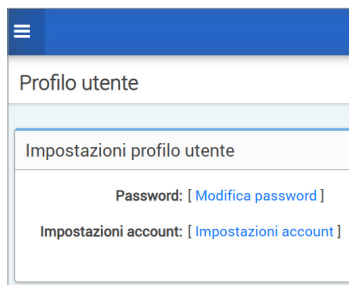 Profilo utente
Impostazioni profilo utente
Password: [ Modifica password ]
Impostazioni account: [ Impostazioni account ]